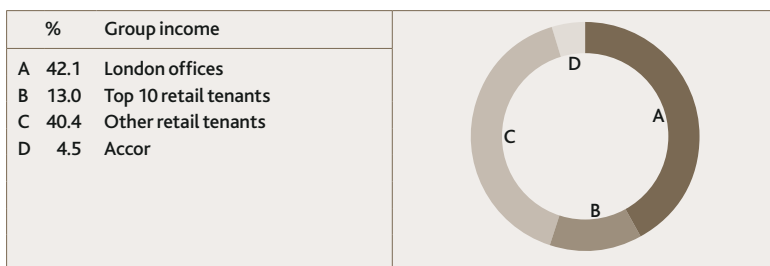 % Group income
A 42.1 London offices
B 13.0 Top 10 retail tenants
C 40.4 Other retail tenants
D 4.5 Accor
D
A
C
B